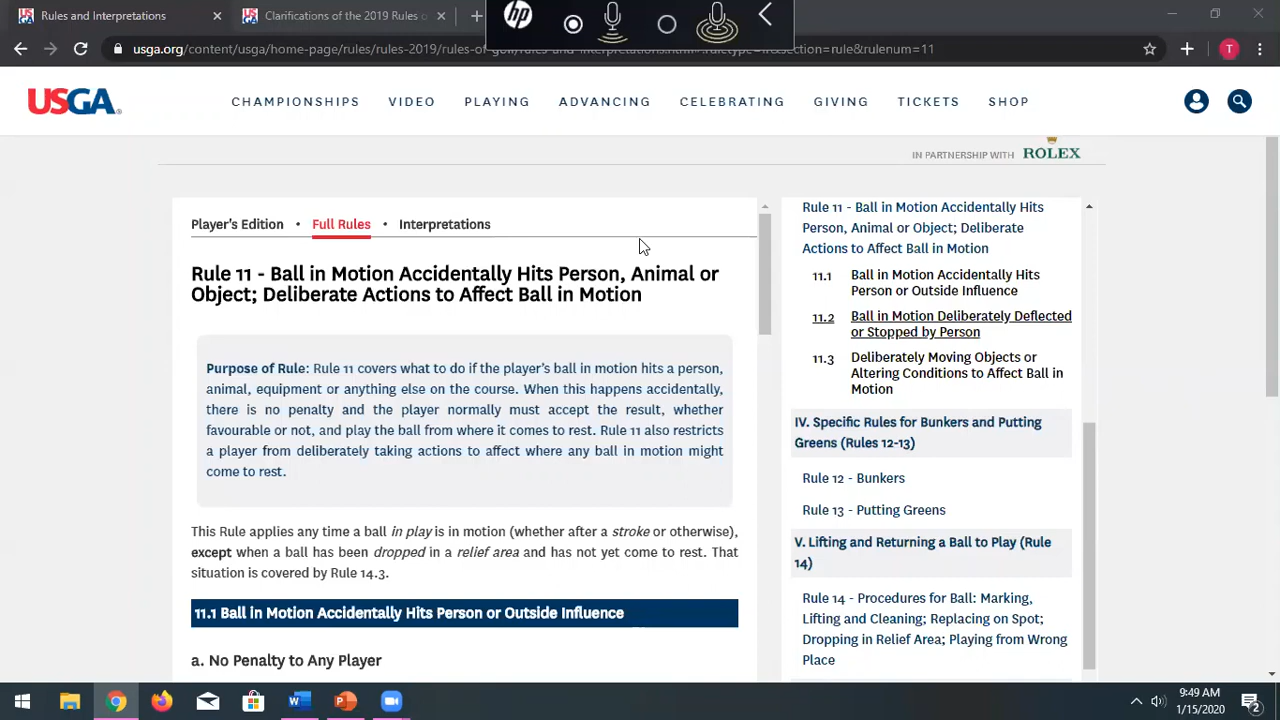 Rules and Interpretations ×
Clarifications of the 2019 Rules o ×
hp
usga.org/content/usga/home-page/rules/rules-2019/rules-of-golf/rules-and-interpretations.html#!ruletype=fr&section=rule&rulenum=11
T
USGA
CHAMPIONSHIPS VIDEO PLAYING ADVANCING CELEBRATING GIVING TICKETS SHOP
IN PARTNERSHIP WITH ROLEX
Player's Edition • Full Rules • Interpretations
Rule 11 - Ball in Motion Accidentally Hits Person, Animal or
Object; Deliberate Actions to Affect Ball in Motion
Purpose of Rule: Rule 11 covers what to do if the player's ball in motion hits a person,
animal, equipment or anything else on the course. When this happens accidentally,
there is no penalty and the player normally must accept the result, whether
favourable or not, and play the ball from where it comes to rest. Rule 11 also restricts
a player from deliberately taking actions to affect where any ball in motion might
come to rest.
This Rule applies any time a ball in play is in motion (whether after a stroke or otherwise),
except when a ball has been dropped in a relief area and has not yet come to rest. That
situation is covered by Rule 14.3.
11.1 Ball in Motion Accidentally Hits Person or Outside Influence
a. No Penalty to Any Player
Rule 11 - Ball in Motion Accidentally Hits
Person, Animal or Object; Deliberate
Actions to Affect Ball in Motion
11.1 Ball in Motion Accidentally Hits
Person or Outside Influence
11.2 Ball in Motion Deliberately Deflected
or Stopped by Person
11.3 Deliberately Moving Objects or
Altering Conditions to Affect Ball in
Motion
IV. Specific Rules for Bunkers and Putting
Greens (Rules 12-13)
Rule 12 - Bunkers
Rule 13 - Putting Greens
V. Lifting and Returning a Ball to Play (Rule
14)
Rule 14 - Procedures for Ball: Marking,
Lifting and Cleaning; Replacing on Spot;
Dropping in Relief Area; Playing from Wrong
Place
9:49 AM
1/15/2020
2